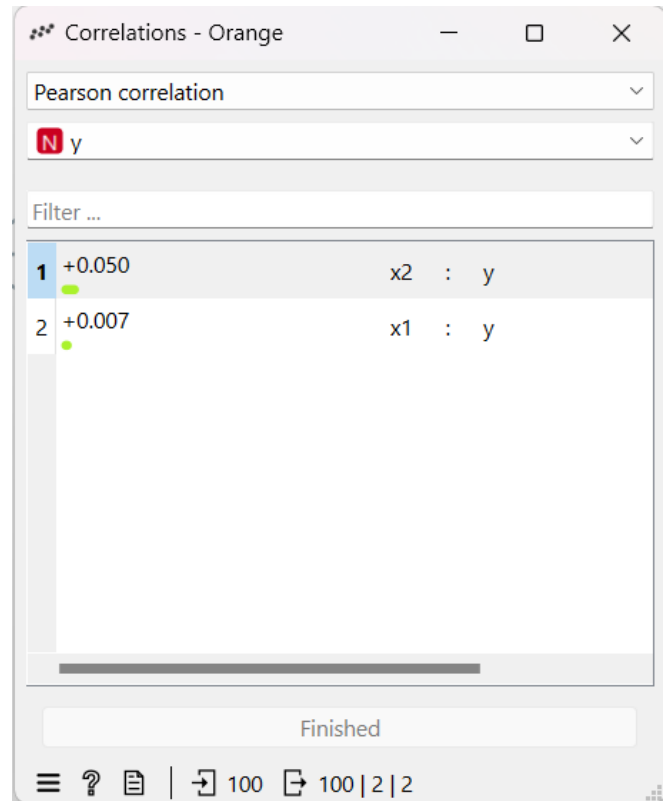 Correlations - Orange
Pearson correlation
N y
Filter ...
1 +0.050 x2 : y
2 +0.007 x1 : y
Finished
? 100 100 | 2 | 2